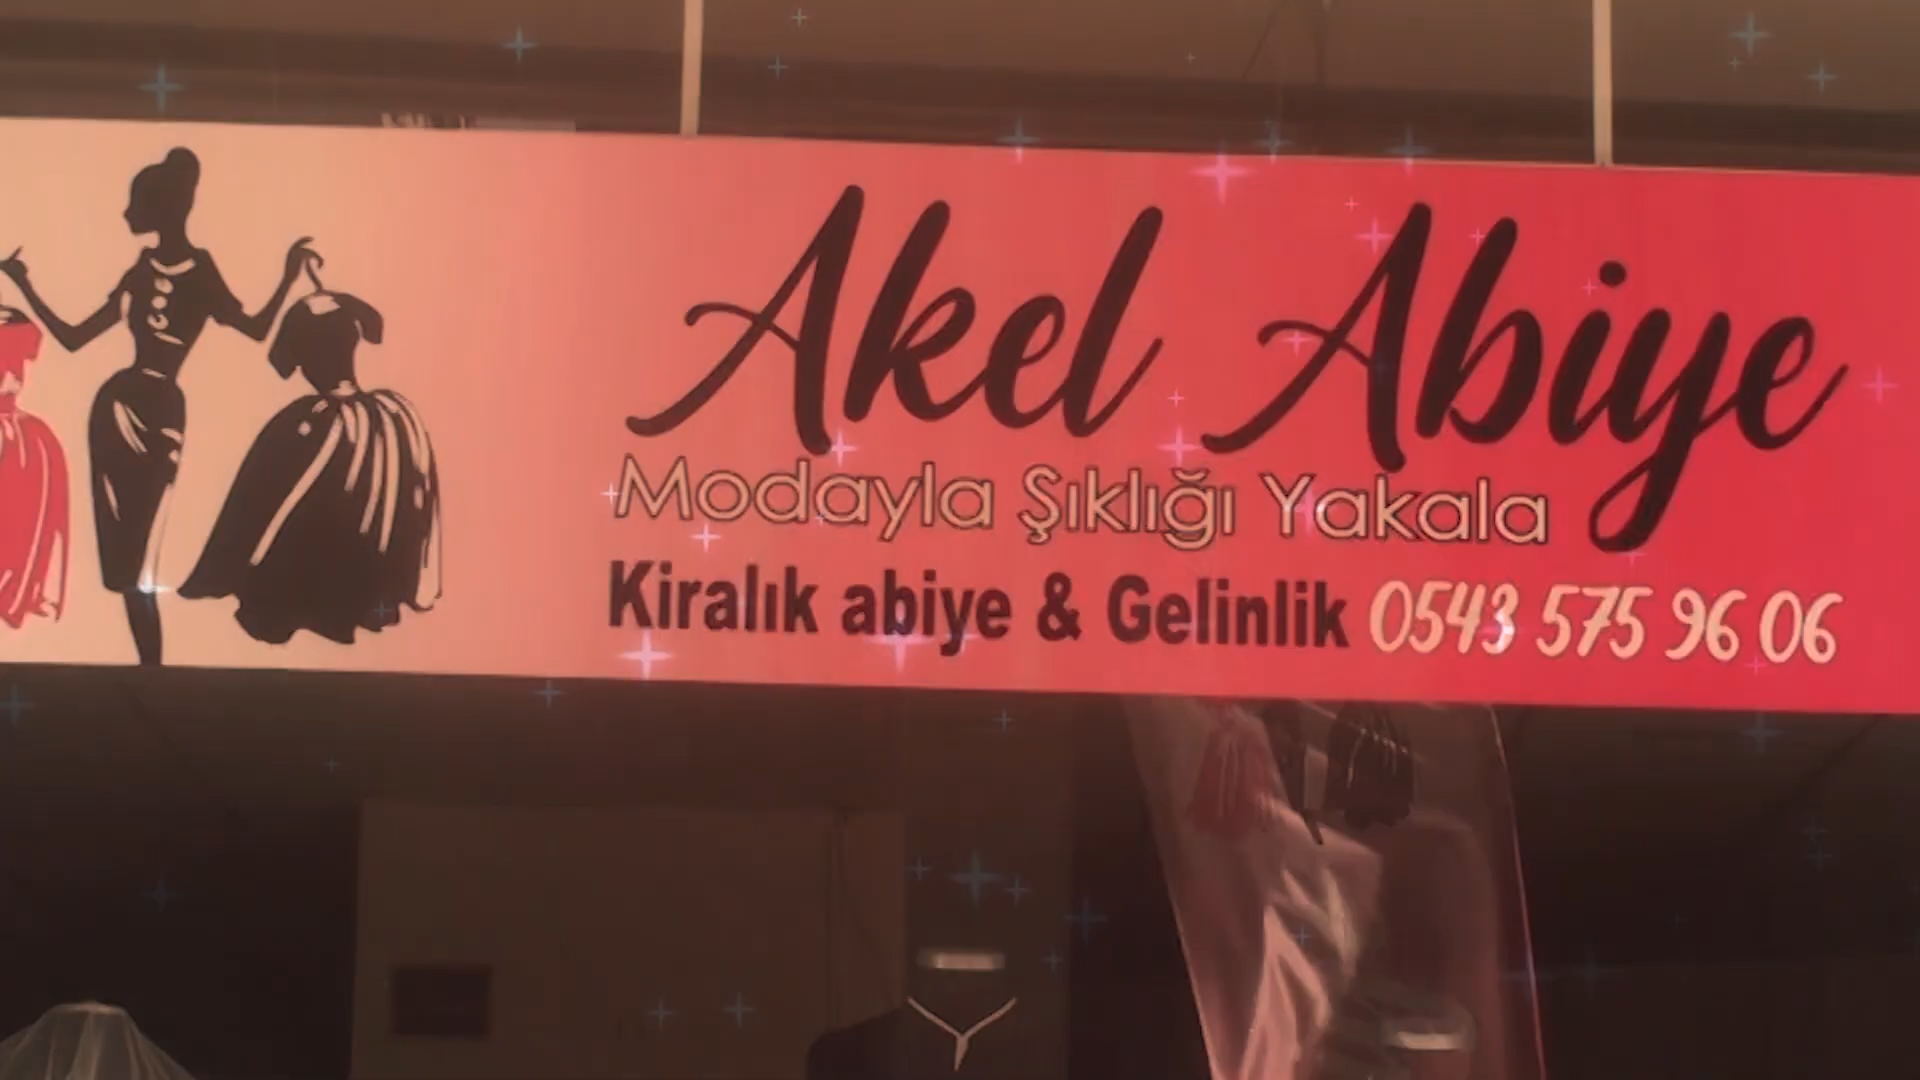 Akel Abiye
Modayla Şıklığı Yakala
Kiralık abiye & Gelinlik 0543 575 96 06